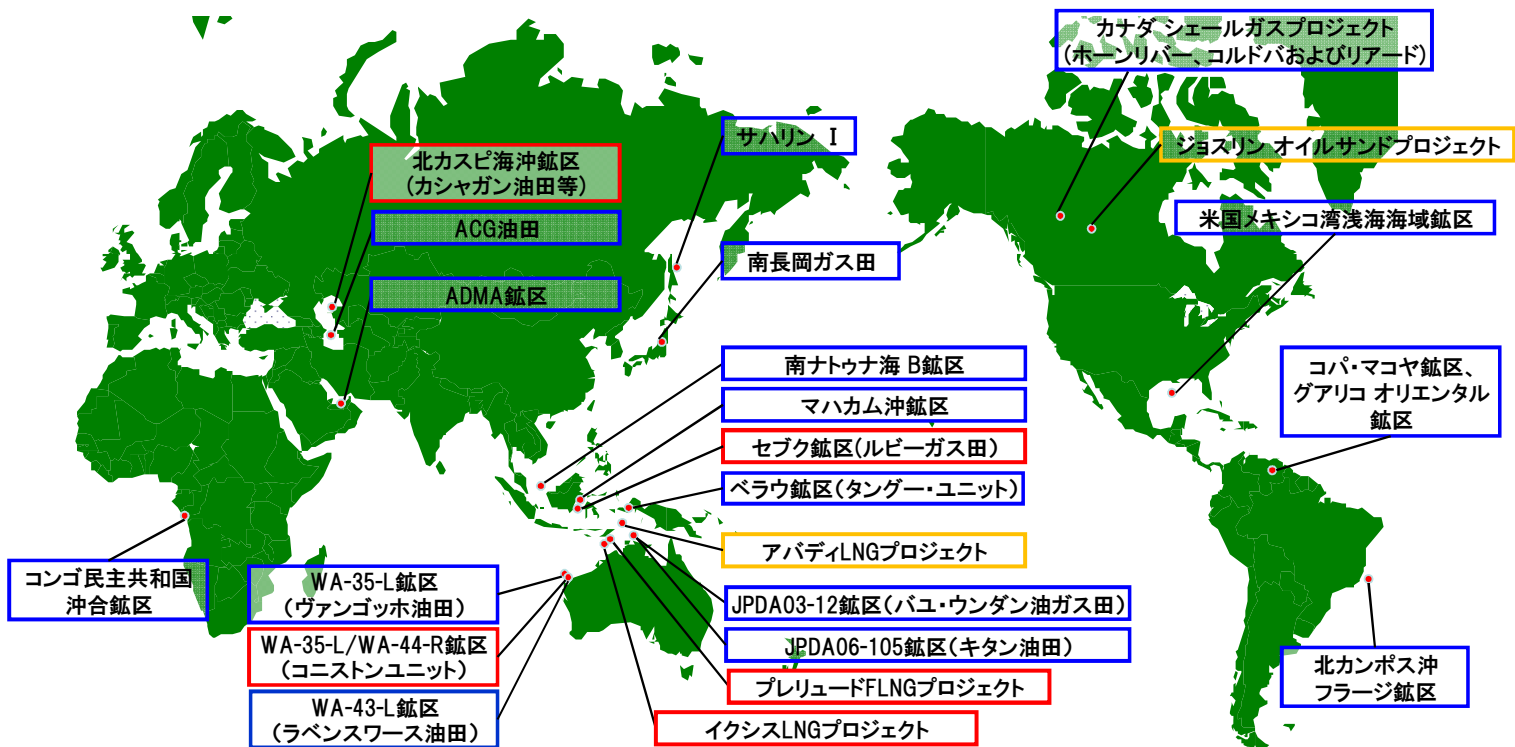 カナダ シェールガスプロジェクト
(ホーンリバー、コルドバおよびリアード)
サハリン Ⅰ
ジョスリン オイルサンドプロジェクト
北カスピ海沖鉱区
(カシャガン油田等)
米国メキシコ湾浅海海域鉱区
ACG油田
南長岡ガス田
ADMA鉱区
南ナトゥナ海 B鉱区
コパ・マコヤ鉱区、
グアリコ オリエンタル
鉱区
マハカム沖鉱区
セブク鉱区(ルビーガス田)
ベラウ鉱区(タングー・ユニット)
アバディLNGプロジェクト
コンゴ民主共和国
沖合鉱区
WA-35-L鉱区
(ヴァンゴッホ油田)
JPDA03-12鉱区(バユ・ウンダン油ガス田)
WA-35-L/WA-44-R鉱区
(コニストンユニット)
JPDA06-105鉱区(キタン油田)
北カンポス沖
フラージ鉱区
プレリュードFLNGプロジェクト
WA-43-L鉱区
(ラベンスワース油田)
イクシスLNGプロジェクト